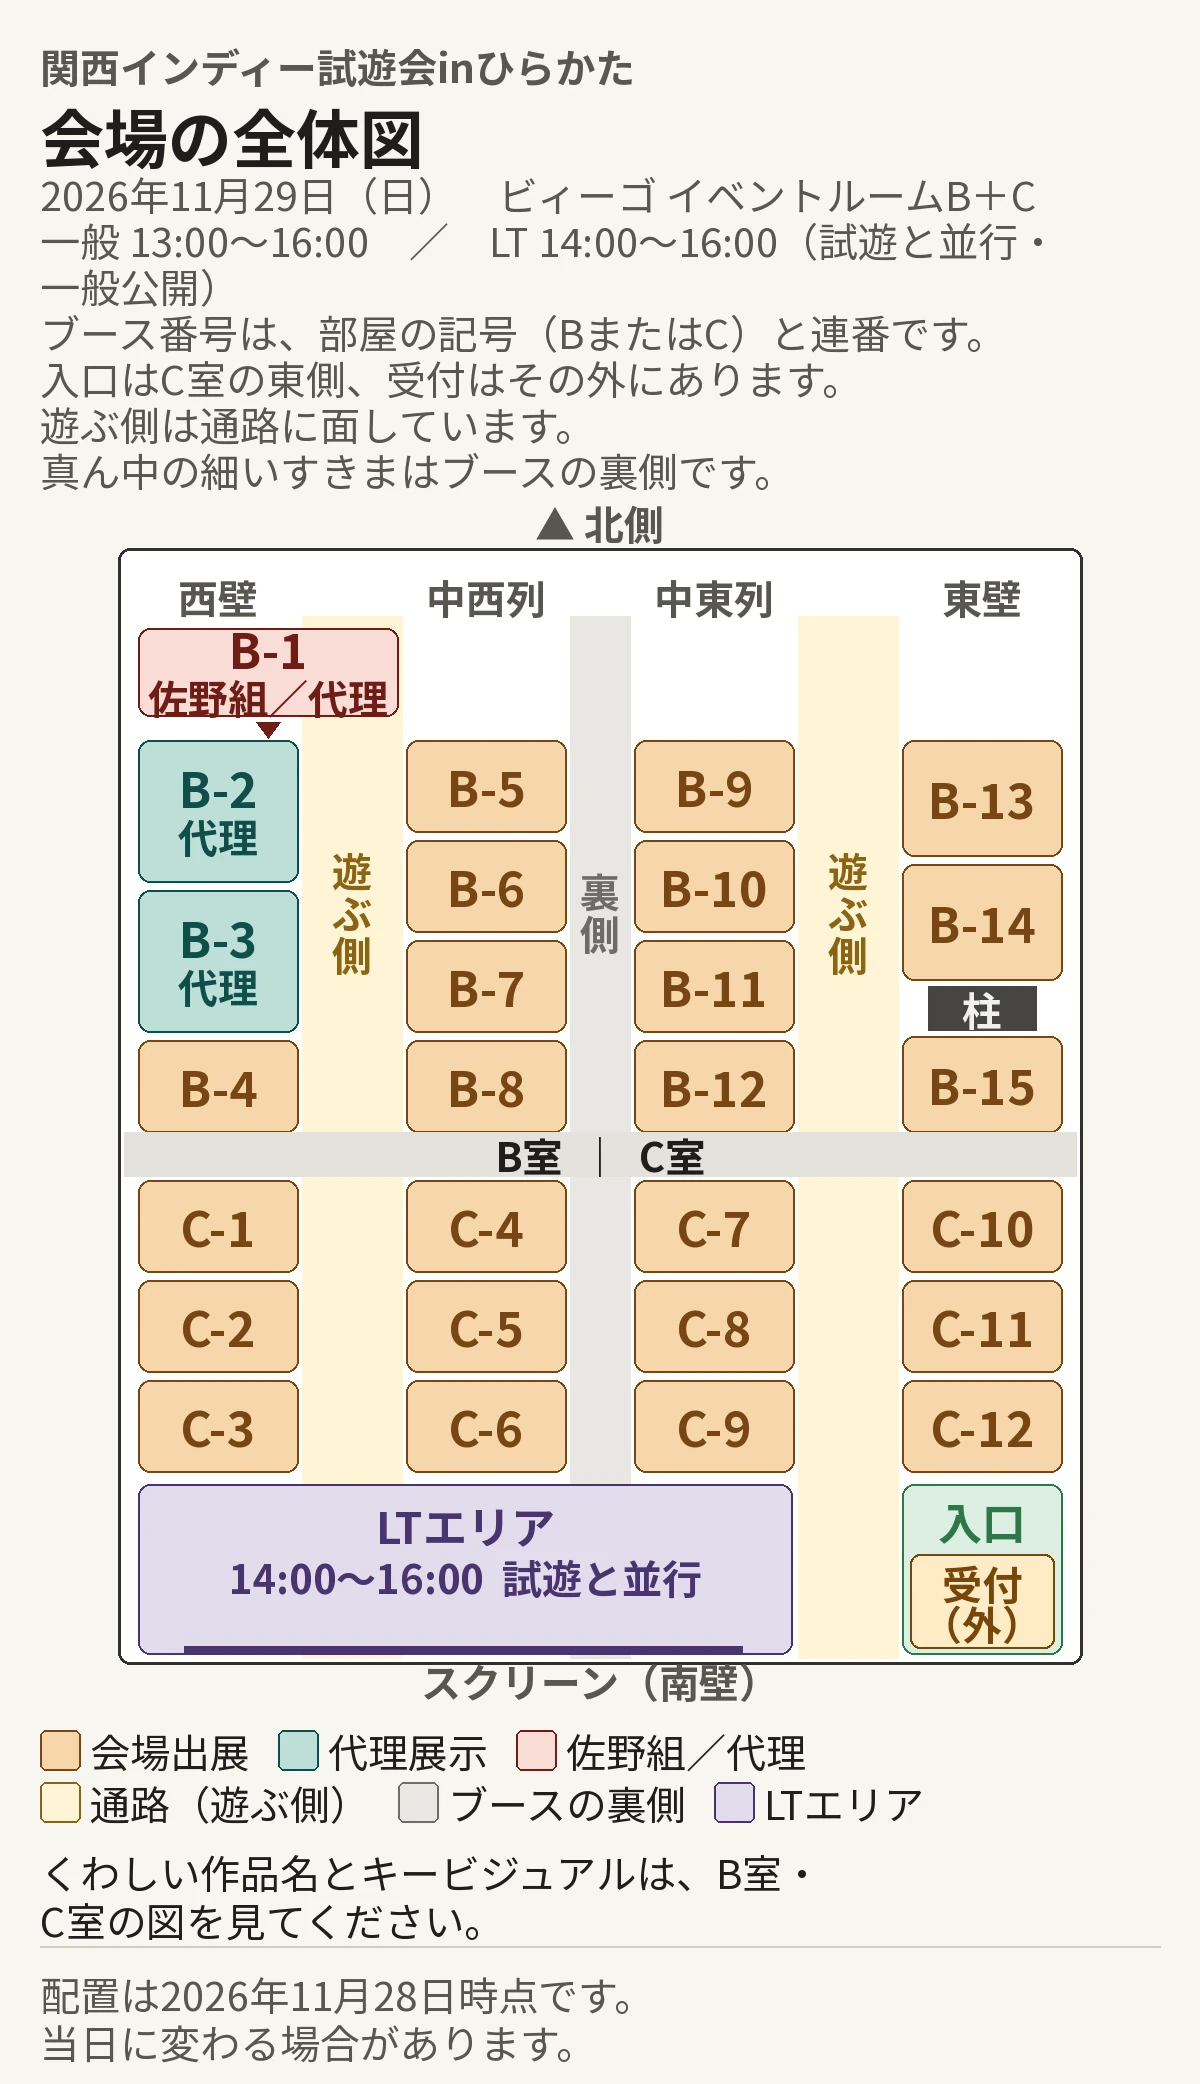 関西インディー試遊会inひらかた
会場の全体図
2026年11月29日（日）　ビィーゴ イベントルームB＋C
一般 13:00～16:00　／　LT 14:00～16:00（試遊と並行・
一般公開）
ブース番号は、部屋の記号（BまたはC）と連番です。
入口はC室の東側、受付はその外にあります。
遊ぶ側は通路に面しています。
真ん中の細いすきまはブースの裏側です。
▲ 北側
西壁
中西列
中東列
東壁
B-1
佐野組／代理
B-2
代理
B-3
代理
B-4
遊ぶ側
B-5
B-6
B-7
B-8
裏側
B-9
B-10
B-11
B-12
遊ぶ側
B-13
B-14
柱
B-15
B室 ｜ C室
C-1
C-2
C-3
C-4
C-5
C-6
C-7
C-8
C-9
C-10
C-11
C-12
LTエリア
14:00～16:00 試遊と並行
入口
受付
（外）
スクリーン（南壁）
会場出展 代理展示 佐野組／代理
通路（遊ぶ側） ブースの裏側 LTエリア
くわしい作品名とキービジュアルは、B室・
C室の図を見てください。
配置は2026年11月28日時点です。
当日に変わる場合があります。